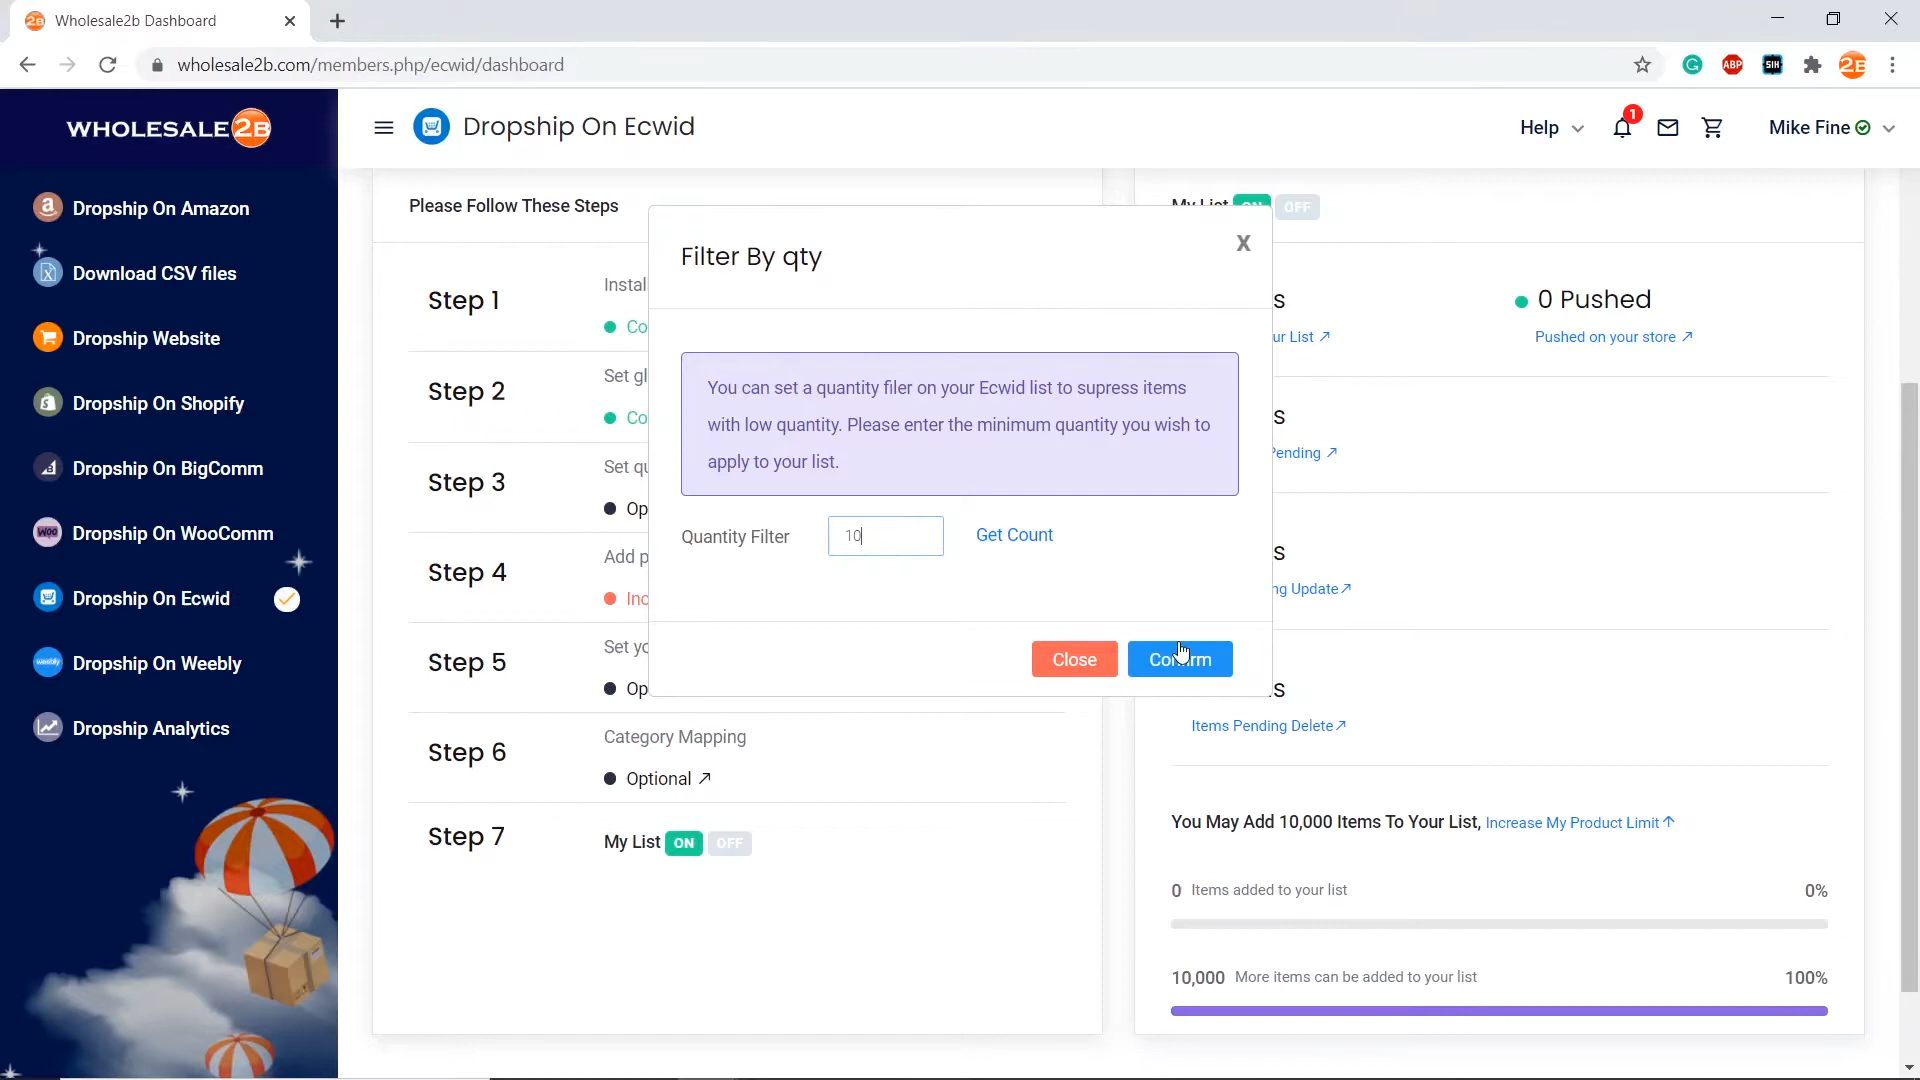 Wholesale2b Dashboard
wholesale2b.com/members.php/ecwid/dashboard
ABP
SIH
2B
WHOLESALE2B
Dropship On Ecwid
Help
1
Mike Fine
Dropship On Amazon
Download CSV files
Dropship Website
Dropship On Shopify
Dropship On BigComm
Dropship On WooComm
Dropship On Ecwid
Dropship On Weebly
Dropship Analytics
Please Follow These Steps
Step 1
Instal
Co
Step 2
Set gl
Co
Step 3
Set qu
Op
Step 4
Add p
Inc
Step 5
Set yo
Op
Step 6
Category Mapping
Optional ↗
Step 7
My List ON OFF
Filter By qty
X
You can set a quantity filer on your Ecwid list to supress items
with low quantity. Please enter the minimum quantity you wish to
apply to your list.
Quantity Filter
10
Get Count
Close
Confirm
My List ON OFF
s
ur List ↗
0 Pushed
Pushed on your store ↗
s
Pending ↗
s
ng Update↗
s
Items Pending Delete↗
You May Add 10,000 Items To Your List, Increase My Product Limit↑
0 Items added to your list
0%
10,000 More items can be added to your list
100%